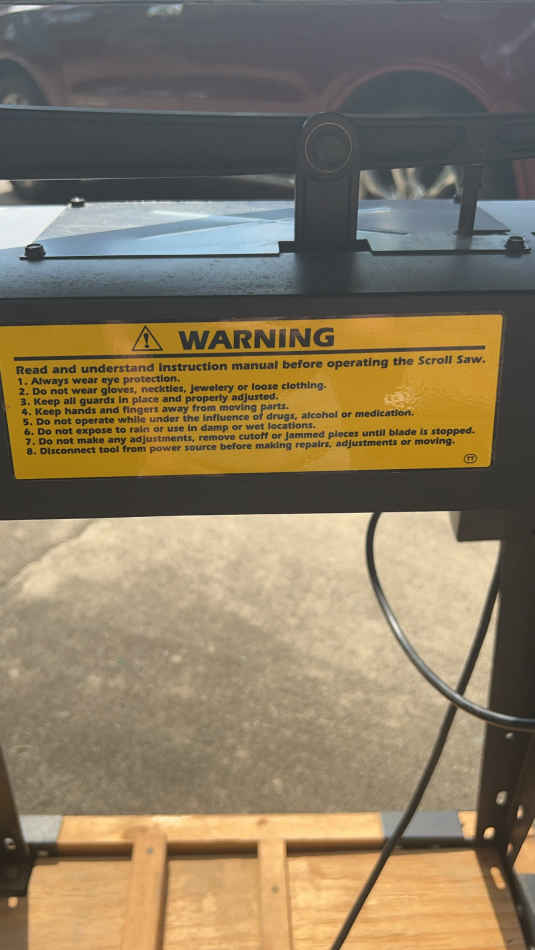 WARNING
Read and understand instruction manual before operating the Scroll Saw.
1. Always wear eye protection.
2. Do not wear gloves, neckties, jewelery or loose clothing.
3. Keep all guards in place and properly adjusted.
4. Keep hands and fingers away from moving parts.
5. Do not operate while under the influence of drugs, alcohol or medication.
6. Do not expose to rain or use in damp or wet locations.
7. Do not make any adjustments, remove cutoff or jammed pieces until blade is stopped.
8. Disconnect tool from power source before making repairs, adjustments or moving.